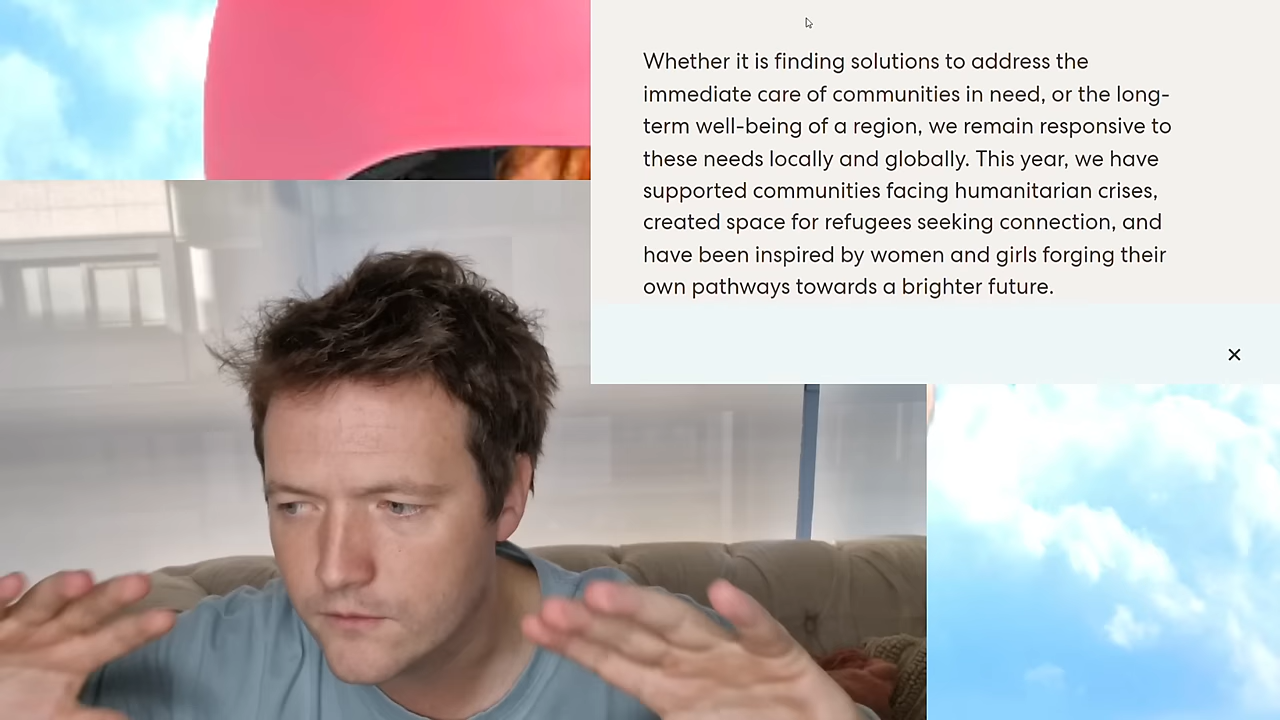 Whether it is finding solutions to address the
immediate care of communities in need, or the long-
term well-being of a region, we remain responsive to
these needs locally and globally. This year, we have
supported communities facing humanitarian crises,
created space for refugees seeking connection, and
have been inspired by women and girls forging their
own pathways towards a brighter future.